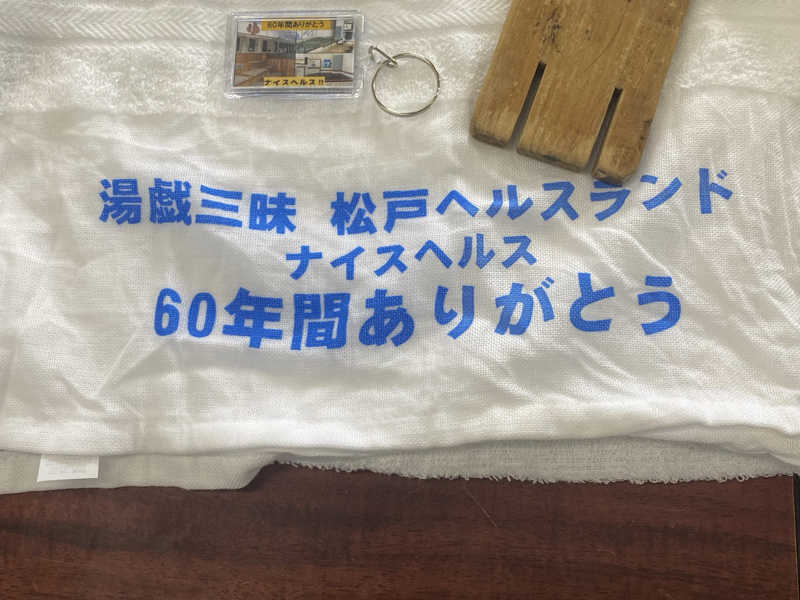 60年間ありがとう
ナイスヘルス!!
湯戯三昧 松戸ヘルスランド
ナイスヘルス
60年間ありがとう